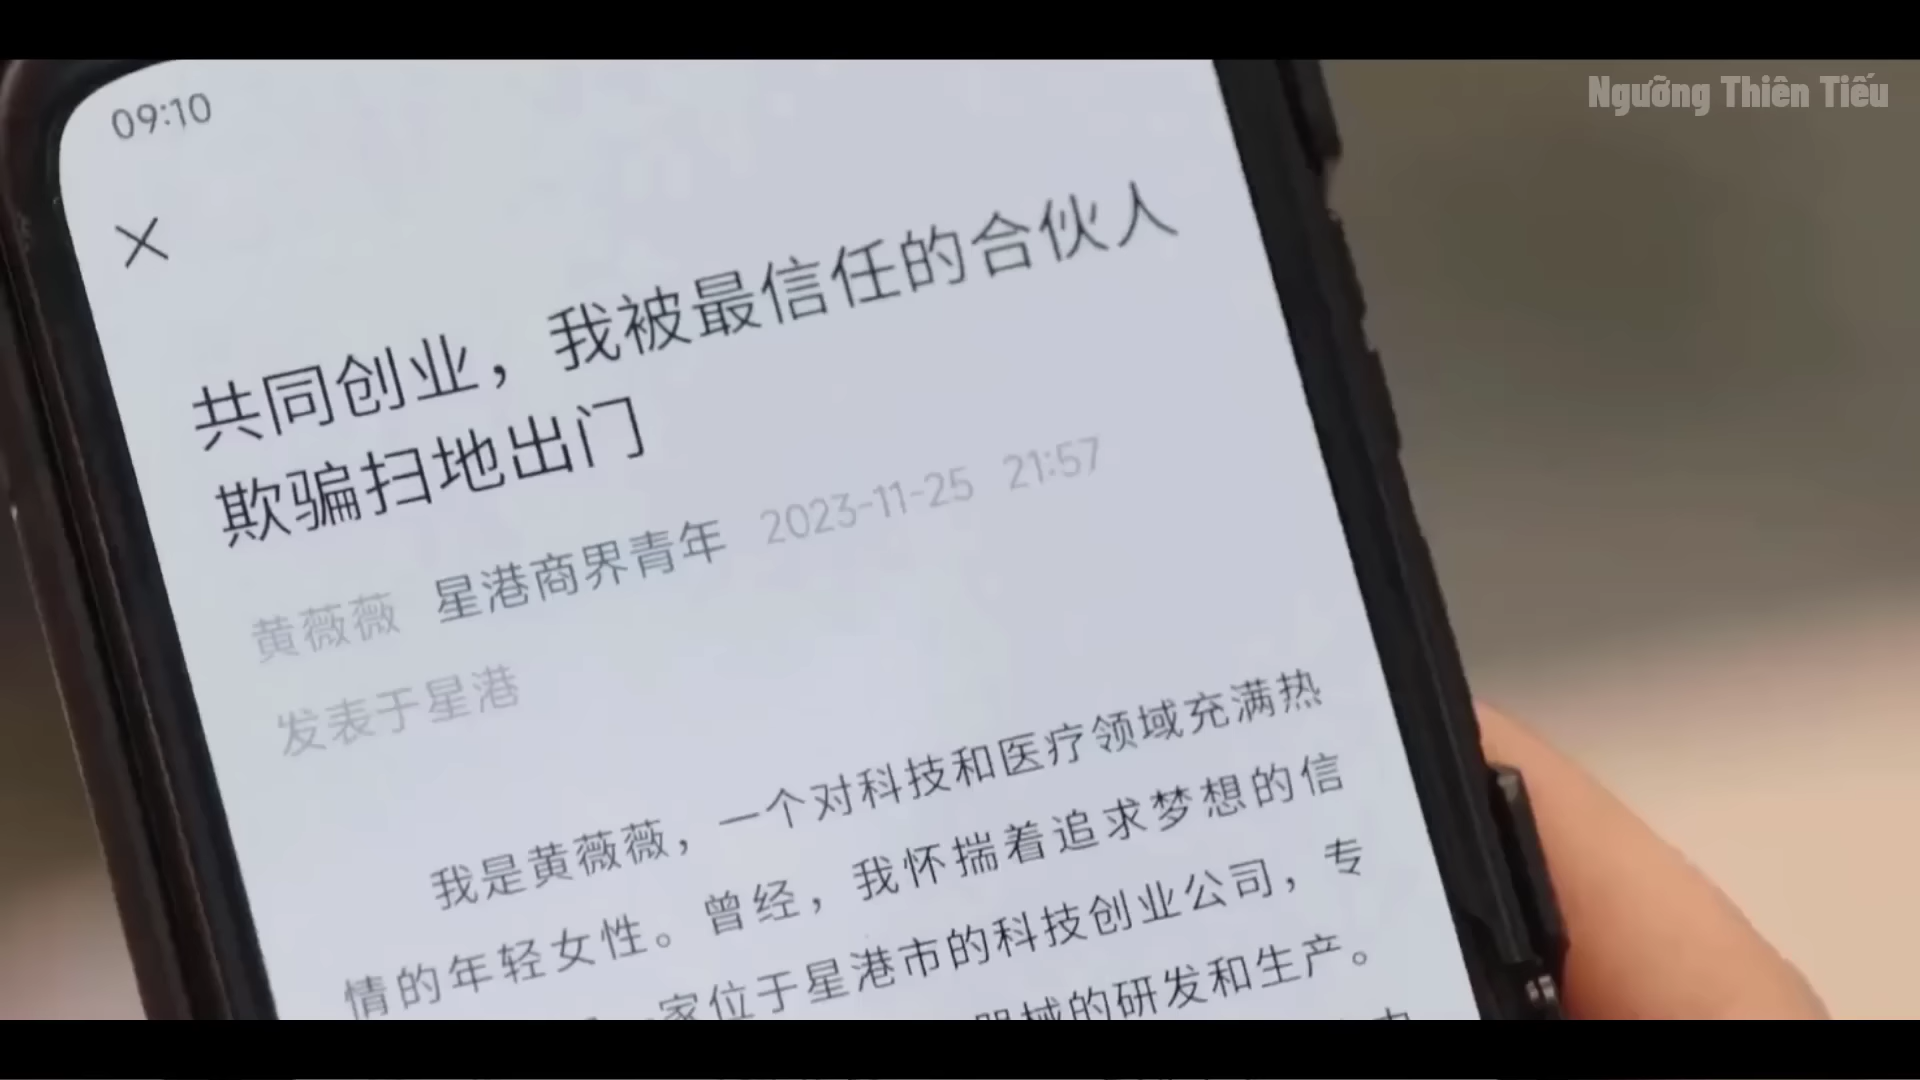 Ngưỡng Thiên Tiếu
09:10
共同创业，我被最信任的合伙人
欺骗扫地出门
黄薇薇 星港商界青年 2023-11-25 21:57
发表于星港
我是黄薇薇，一个对科技和医疗领域充满热
情的年轻女性。曾经，我怀揣着追求梦想的信
家位于星港市的科技创业公司，专
器械的研发和生产。